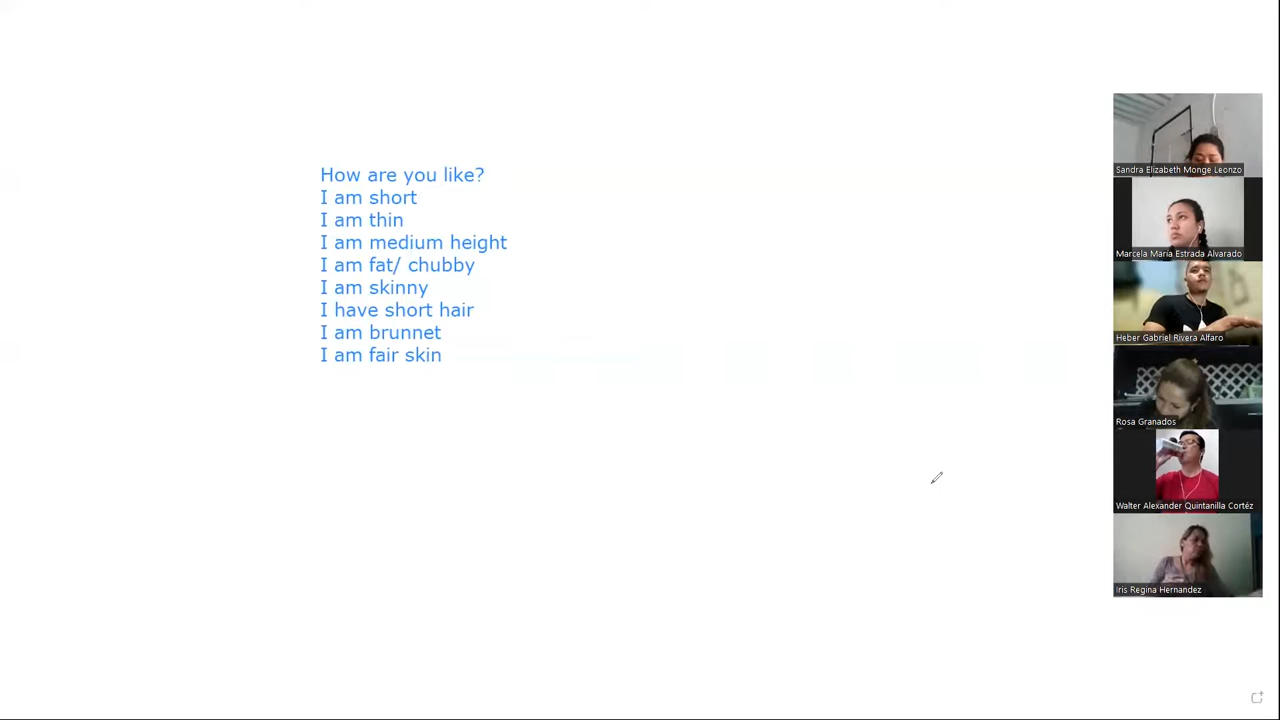 How are you like?
I am short
I am thin
I am medium height
I am fat/ chubby
I am skinny
I have short hair
I am brunnet
I am fair skin
Sandra Elizabeth Monge Leonzo
Marcela María Estrada Alvarado
Heber Gabriel Rivera Alfaro
Rosa Granados
Walter Alexander Quintanilla Cortéz
Iris Regina Hernandez